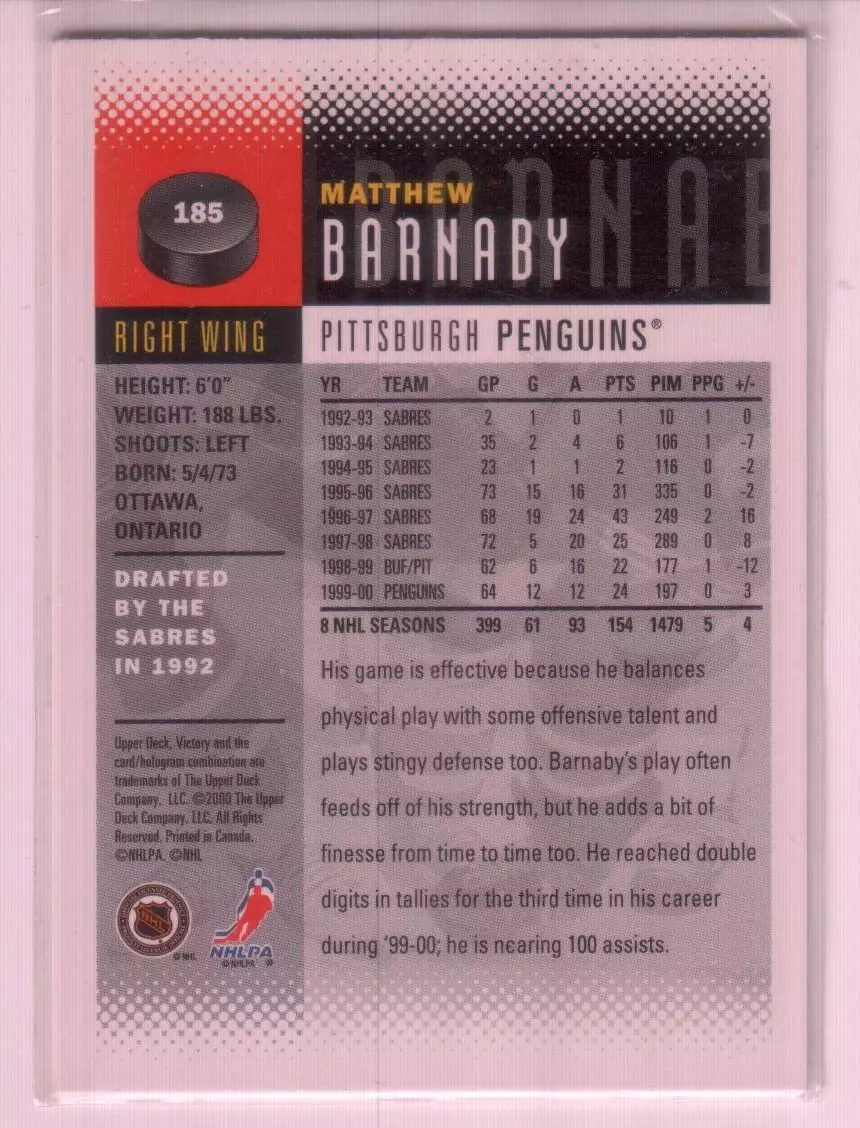 185
MATTHEW
BARNABY
BARNAB
RIGHT WING
PITTSBURGH PENGUINS®
HEIGHT: 6'0"
WEIGHT: 188 LBS.
SHOOTS: LEFT
BORN: 5/4/73
OTTAWA,
ONTARIO
DRAFTED
BY THE
SABRES
IN 1992
YR TEAM GP G A PTS PIM PPG +/-
1992-93 SABRES 2 1 0 1 10 1 0
1993-94 SABRES 35 2 4 6 106 1 -7
1994-95 SABRES 23 1 1 2 116 0 -2
1995-96 SABRES 73 15 16 31 335 0 -2
1996-97 SABRES 68 19 24 43 249 2 16
1997-98 SABRES 72 5 20 25 289 0 8
1998-99 BUF/PIT 62 6 16 22 177 1 -12
1999-00 PENGUINS 64 12 12 24 197 0 3
8 NHL SEASONS 399 61 93 154 1479 5 4
His game is effective because he balances
physical play with some offensive talent and
plays stingy defense too. Barnaby's play often
feeds off of his strength, but he adds a bit of
finesse from time to time too. He reached double
digits in tallies for the third time in his career
during '99-00; he is nearing 100 assists.
Upper Deck, Victory and the
card/hologram combination are
trademarks of The Upper Deck
Company, LLC. ©2000 The Upper
Deck Company, LLC. All Rights
Reserved. Printed in Canada.
©NHLPA. ©NHL
NHL
© NHL
NHLPA
© NHLPA ®